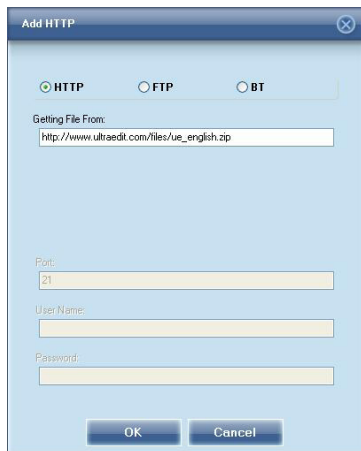 Add HTTP
HTTP FTP BT
Getting File From:
http://www.ultraedit.com/files/ue_english.zip
Port:
21
User Name:
Password:
OK Cancel